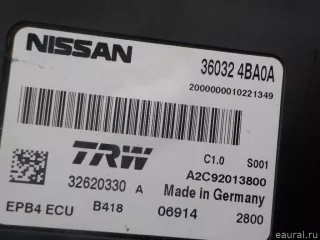 NISSAN
36032 4BA0A
2000000010221349
TRW
C1.0 S001
32620330 A
A2C92013800
Made in Germany
EPB4 ECU B418 06914 2800
eaural.ru